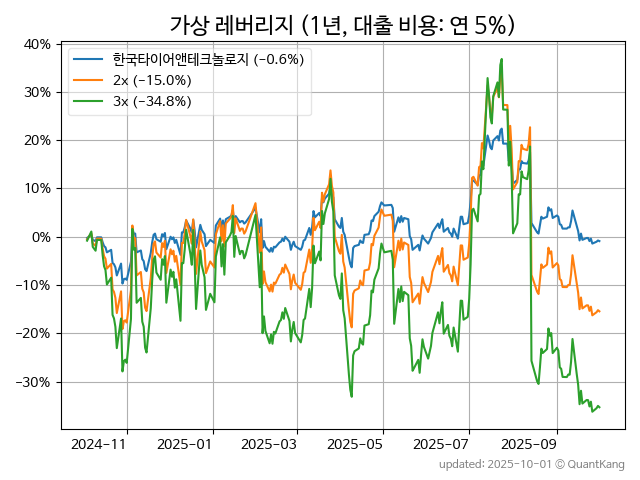 가상 레버리지 (1년, 대출 비용: 연 5%)
한국타이어앤테크놀로지 (-0.6%)
2x (-15.0%)
3x (-34.8%)
40%
30%
20%
10%
0%
-10%
-20%
-30%
2024-11
2025-01
2025-03
2025-05
2025-07
2025-09
updated: 2025-10-01 © QuantKang